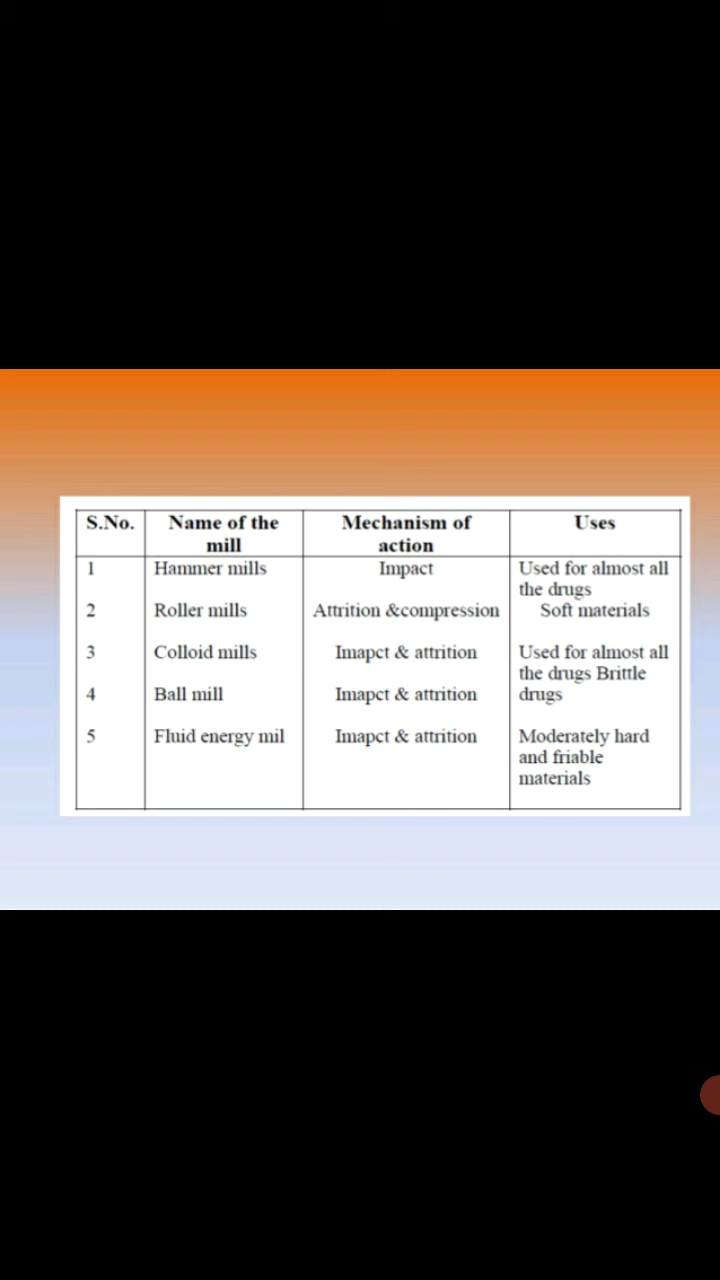 S.No. Name of the mill Mechanism of action Uses
1 Hammer mills Impact Used for almost all
the drugs
2 Roller mills Attrition &compression Soft materials
3 Colloid mills Imapct & attrition Used for almost all
the drugs Brittle
4 Ball mill Imapct & attrition drugs
5 Fluid energy mil Imapct & attrition Moderately hard
and friable
materials